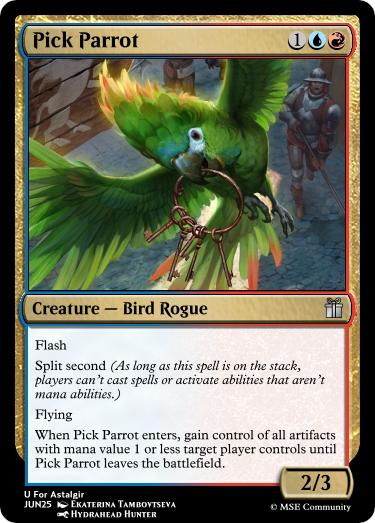 Pick Parrot 1
Creature — Bird Rogue
Flash
Split second (As long as this spell is on the stack,
players can't cast spells or activate abilities that aren't
mana abilities.)
Flying
When Pick Parrot enters, gain control of all artifacts
with mana value 1 or less target player controls until
Pick Parrot leaves the battlefield.
2/3
U For Astalgir
JUN25 Ekaterina Tambovtseva © MSE Community
Hydrahead Hunter